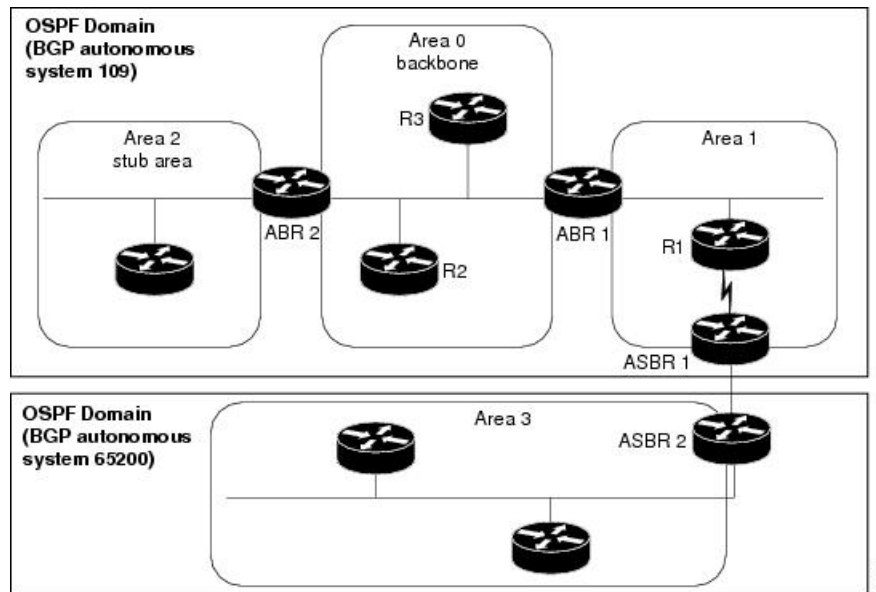 OSPF Domain
(BGP autonomous
system 109)
Area 0
backbone
R3
Area 2
stub area
Area 1
ABR 2
ABR 1
R1
R2
ASBR 1
OSPF Domain
(BGP autonomous
system 65200)
Area 3
ASBR 2